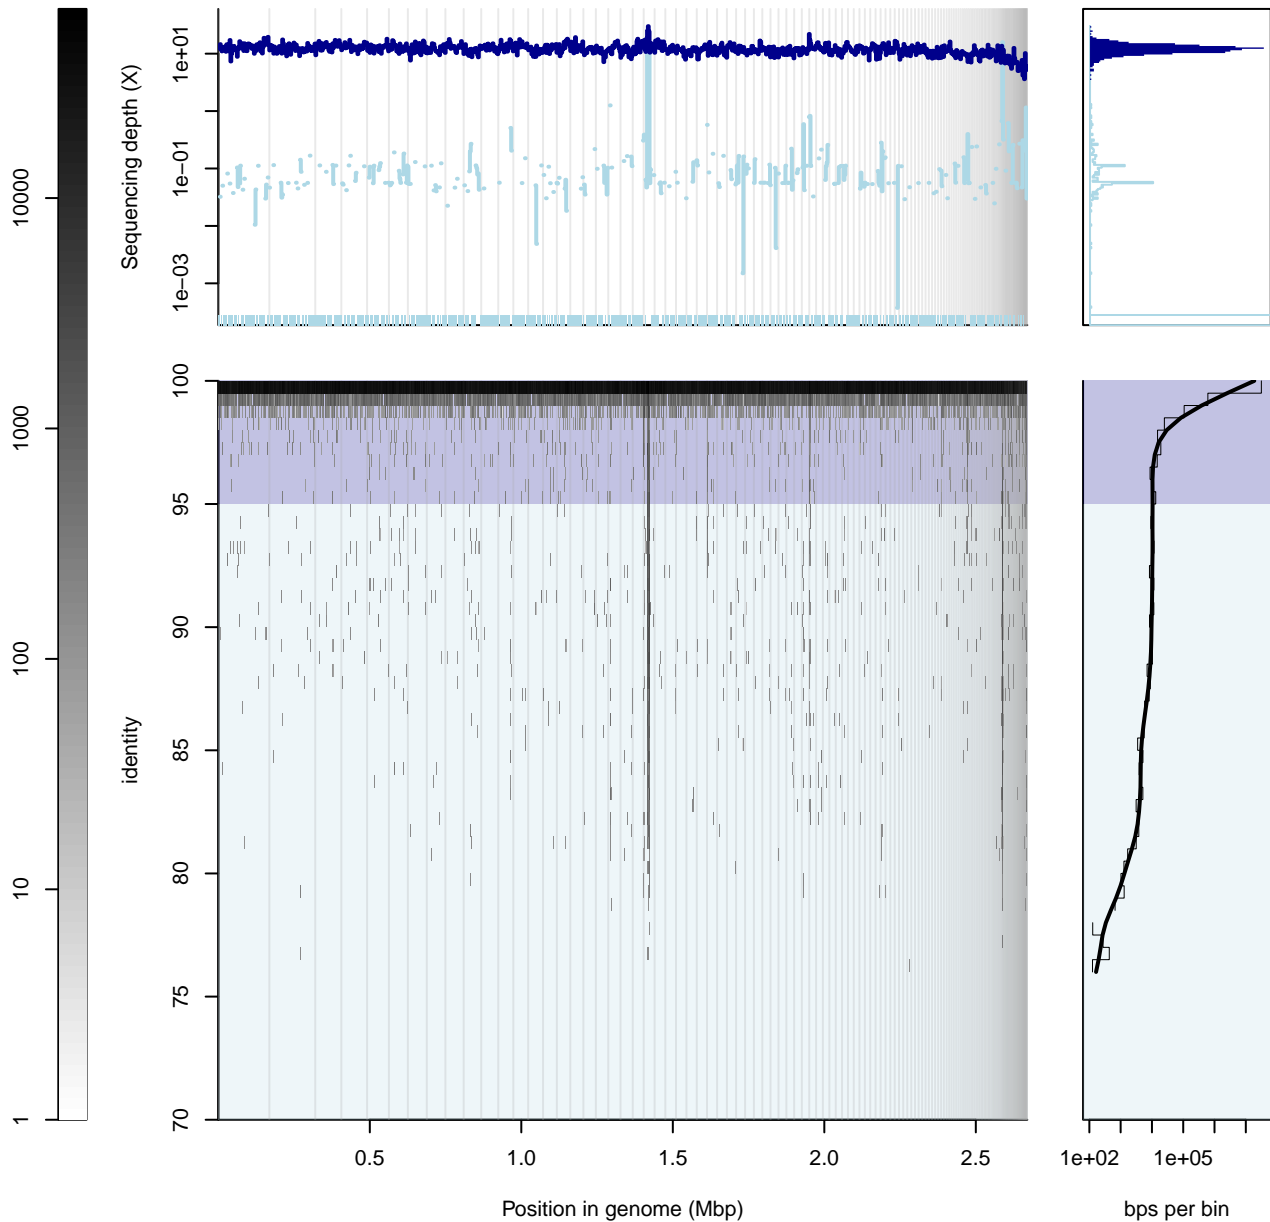 10000
1000
100
10
1
Sequencing depth (X)
1e+01
1e−01
1e−03
identity
100
95
90
85
80
75
70
0.5
1.0
1.5
2.0
2.5
Position in genome (Mbp)
1e+02
1e+05
bps per bin